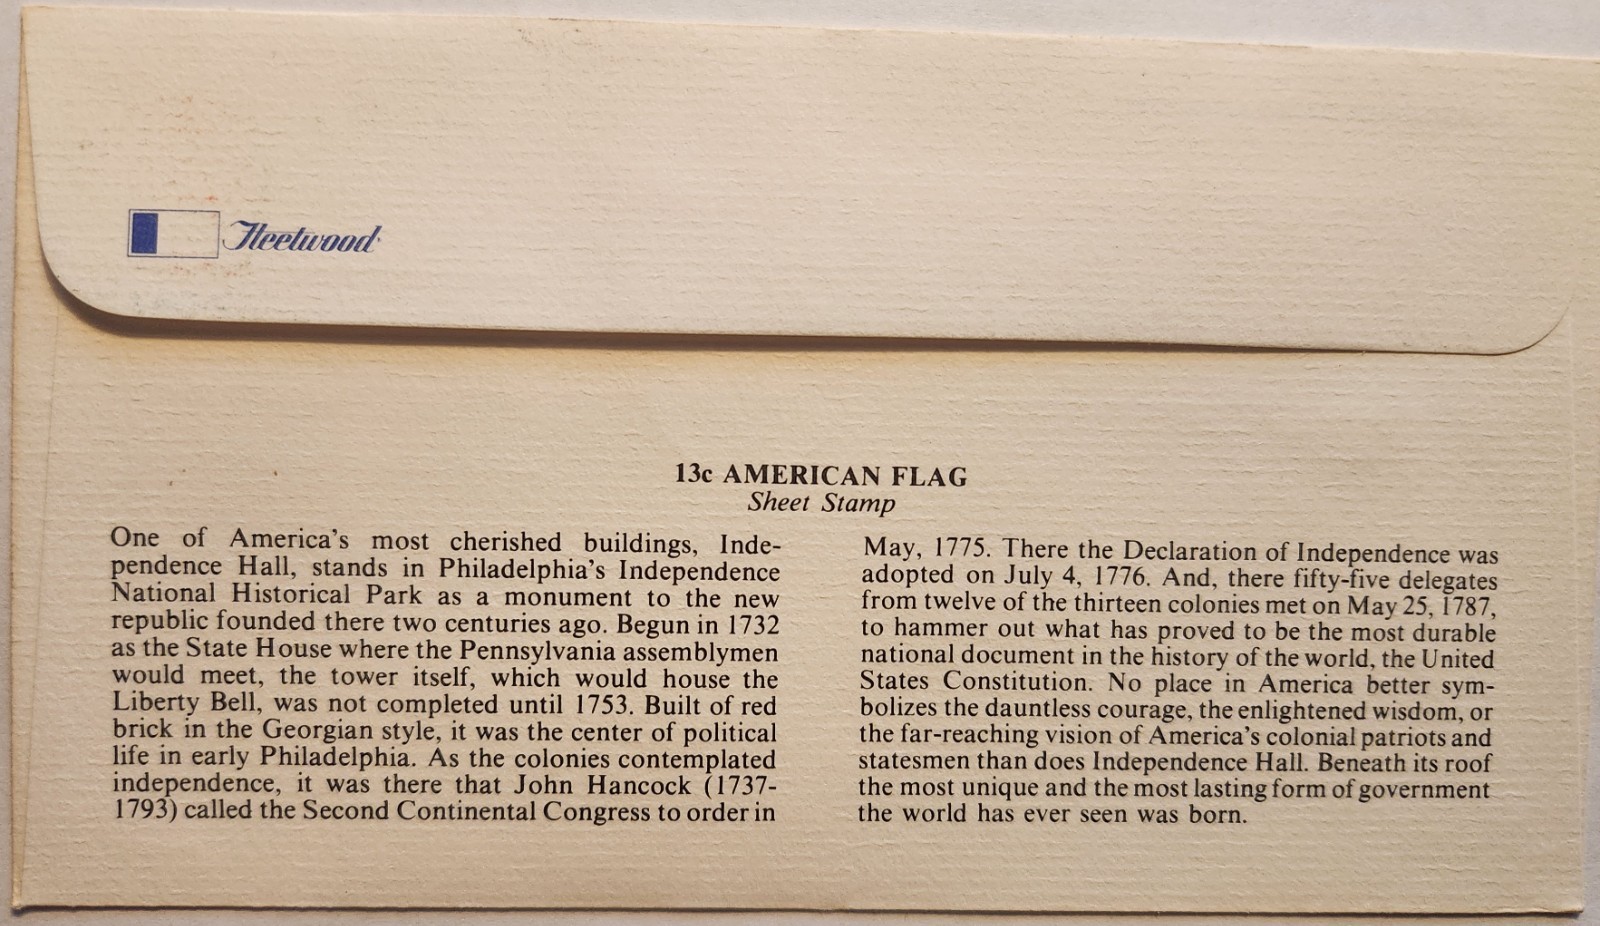 Fleetwood
13c AMERICAN FLAG
Sheet Stamp
One of America's most cherished buildings, Inde-
pendence Hall, stands in Philadelphia's Independence
National Historical Park as a monument to the new
republic founded there two centuries ago. Begun in 1732
as the State House where the Pennsylvania assemblymen
would meet, the tower itself, which would house the
Liberty Bell, was not completed until 1753. Built of red
brick in the Georgian style, it was the center of political
life in early Philadelphia. As the colonies contemplated
independence, it was there that John Hancock (1737-
1793) called the Second Continental Congress to order in
May, 1775. There the Declaration of Independence was
adopted on July 4, 1776. And, there fifty-five delegates
from twelve of the thirteen colonies met on May 25, 1787,
to hammer out what has proved to be the most durable
national document in the history of the world, the United
States Constitution. No place in America better sym-
bolizes the dauntless courage, the enlightened wisdom, or
the far-reaching vision of America's colonial patriots and
statesmen than does Independence Hall. Beneath its roof
the most unique and the most lasting form of government
the world has ever seen was born.